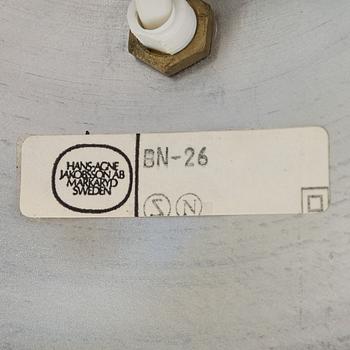 HANS-AGNE
JAKOBSSON AB
MARKARYD
SWEDEN
BN-26
S N